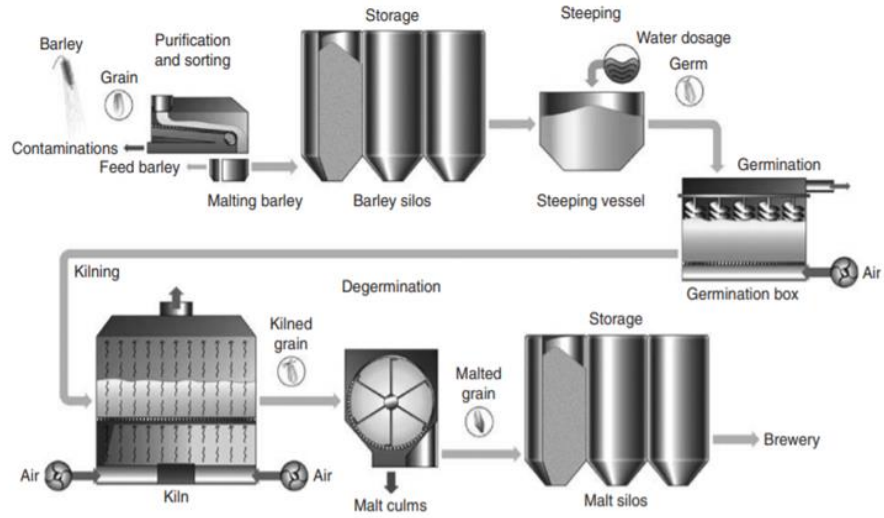 Storage
Steeping
Barley
Purification
and sorting
Water dosage
Grain
Germ
Contaminations
Feed barley
Malting barley
Barley silos
Steeping vessel
Germination
Air
Germination box
Kilning
Degermination
Kilned
grain
Storage
Malted
grain
Brewery
Air
Air
Kiln
Malt culms
Malt silos